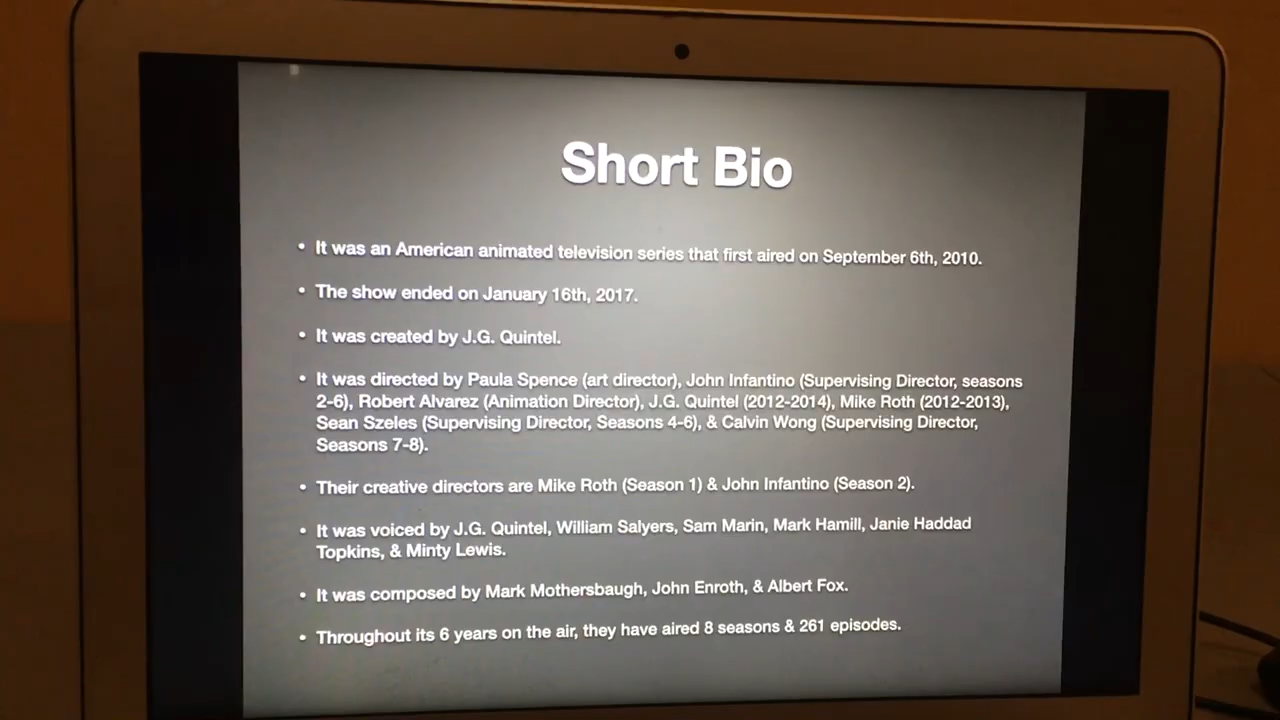 Short Bio
• It was an American animated television series that first aired on September 6th, 2010.
• The show ended on January 16th, 2017.
• It was created by J.G. Quintel.
• It was directed by Paula Spence (art director), John Infantino (Supervising Director, seasons
2-6), Robert Alvarez (Animation Director), J.G. Quintel (2012-2014), Mike Roth (2012-2013),
Sean Szeles (Supervising Director, Seasons 4-6), & Calvin Wong (Supervising Director,
Seasons 7-8).
• Their creative directors are Mike Roth (Season 1) & John Infantino (Season 2).
• It was voiced by J.G. Quintel, William Salyers, Sam Marin, Mark Hamill, Janie Haddad
Topkins, & Minty Lewis.
• It was composed by Mark Mothersbaugh, John Enroth, & Albert Fox.
• Throughout its 6 years on the air, they have aired 8 seasons & 261 episodes.